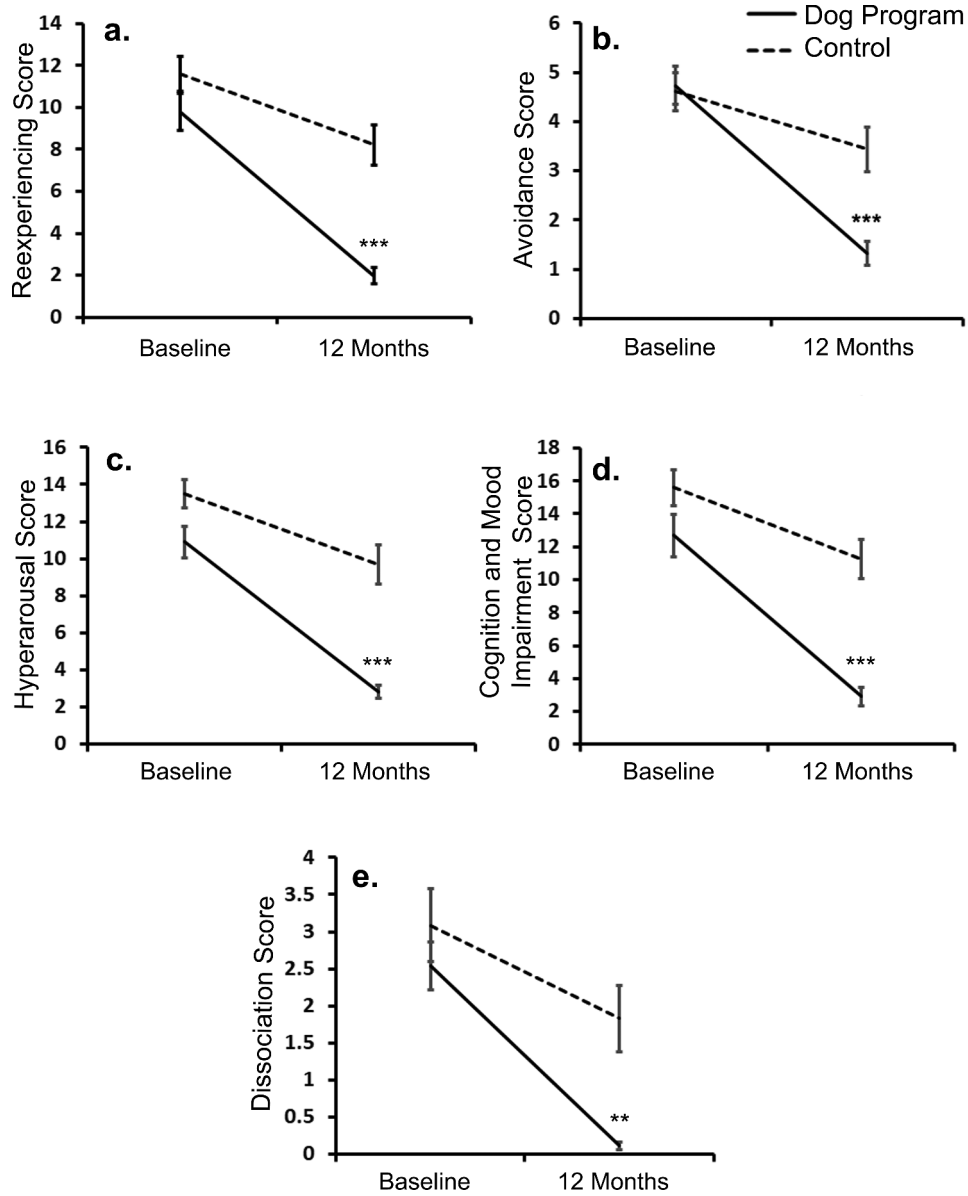 Dog Program
Control
a.
Reexperiencing Score
14
12
10
8
6
4
2
0
***
Baseline 12 Months
b.
Avoidance Score
6
5
4
3
2
1
0
***
Baseline 12 Months
c.
Hyperarousal Score
16
14
12
10
8
6
4
2
0
***
Baseline 12 Months
d.
Cognition and Mood
Impairment Score
18
16
14
12
10
8
6
4
2
0
***
Baseline 12 Months
e.
Dissociation Score
4
3.5
3
2.5
2
1.5
1
0.5
0
**
Baseline 12 Months